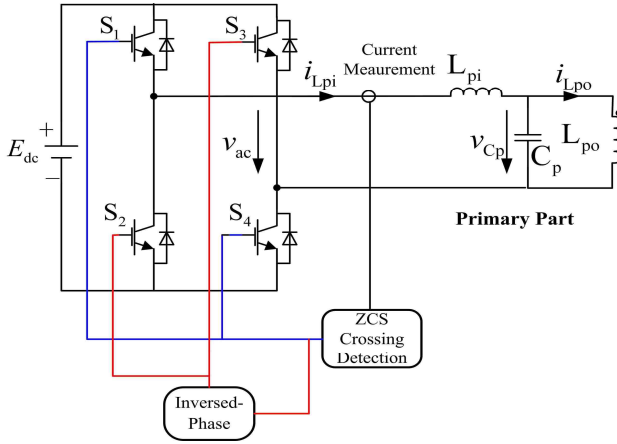 S1
S3
Current
Meaurement
Lpi
iLpi
iLpo
+
Edc
−
vac
vCp
Cp
Lpo
S2
S4
Primary Part
ZCS
Crossing
Detection
Inversed-
Phase